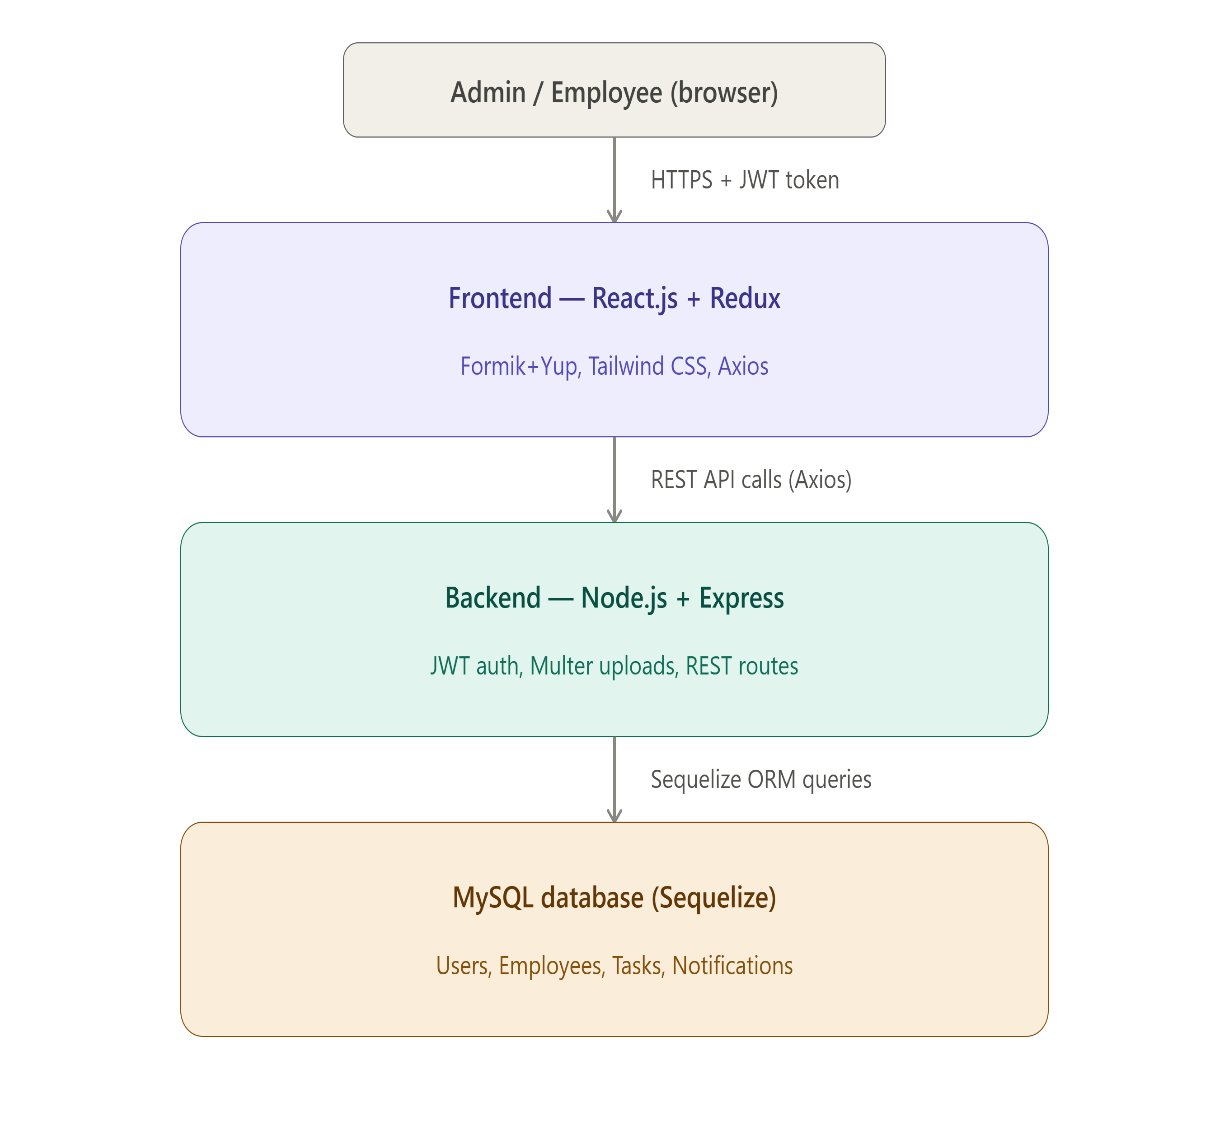 Admin / Employee (browser)
HTTPS + JWT token
Frontend — React.js + Redux
Formik+Yup, Tailwind CSS, Axios
REST API calls (Axios)
Backend — Node.js + Express
JWT auth, Multer uploads, REST routes
Sequelize ORM queries
MySQL database (Sequelize)
Users, Employees, Tasks, Notifications